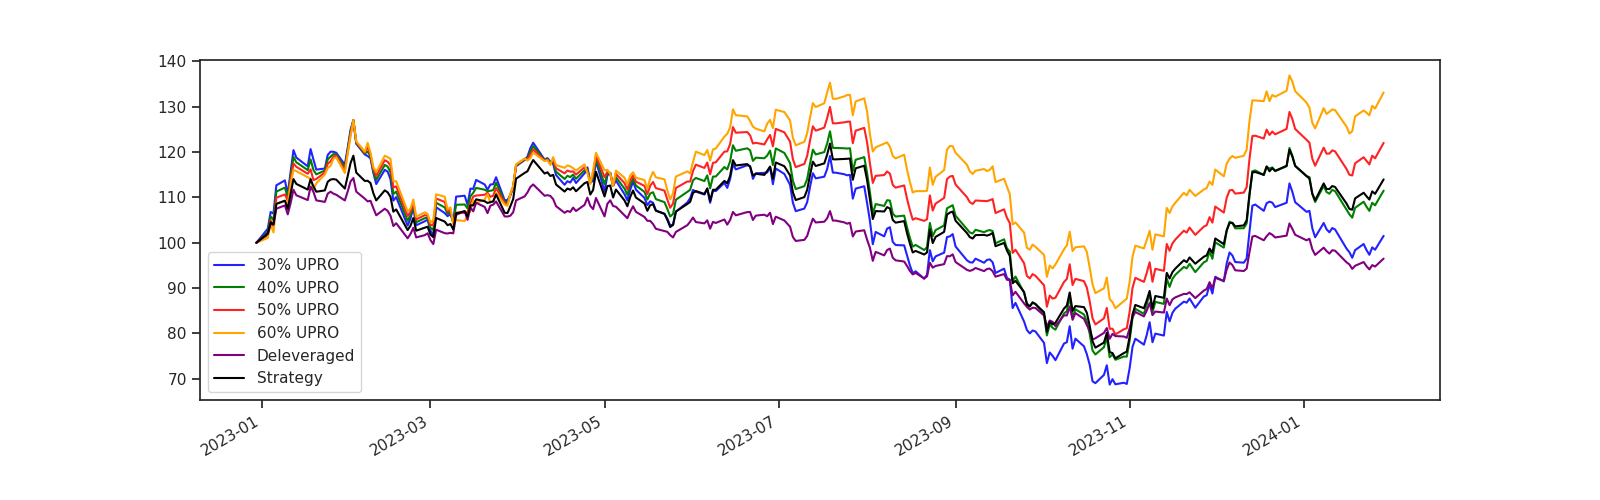 140
130
120
110
100
90
80
70
30% UPRO
40% UPRO
50% UPRO
60% UPRO
Deleveraged
Strategy
2023-01
2023-03
2023-05
2023-07
2023-09
2023-11
2024-01